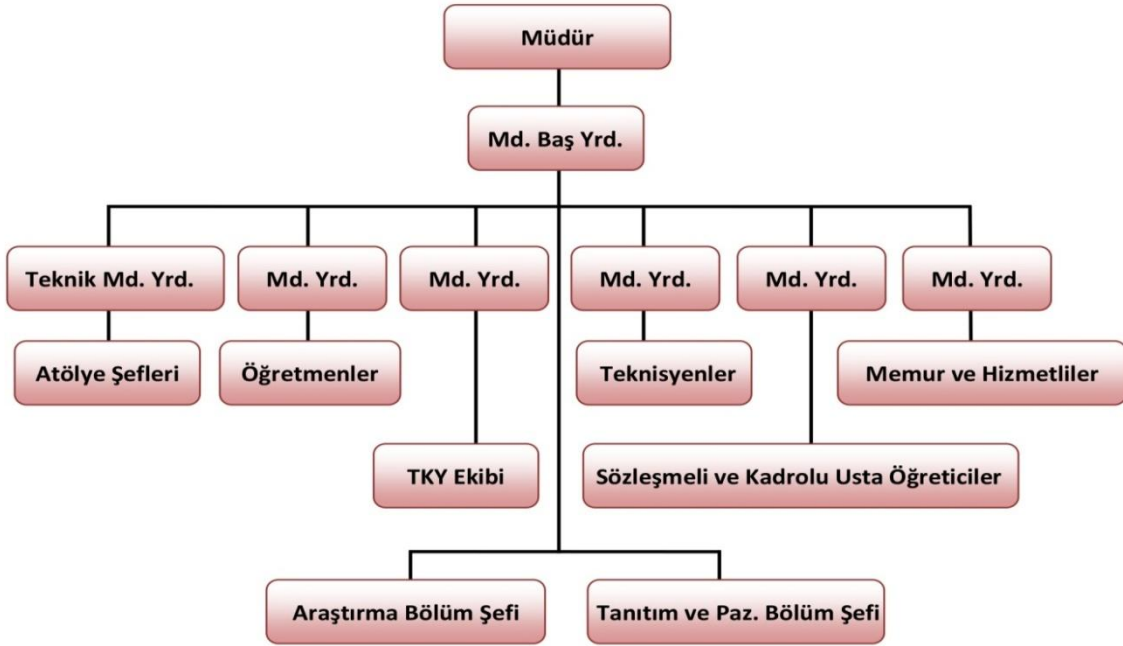 Müdür
Md. Baş Yrd.
Teknik Md. Yrd.
Md. Yrd.
Md. Yrd.
Md. Yrd.
Md. Yrd.
Md. Yrd.
Atölye Şefleri
Öğretmenler
Teknisyenler
Memur ve Hizmetliler
TKY Ekibi
Sözleşmeli ve Kadrolu Usta Öğreticiler
Araştırma Bölüm Şefi
Tanıtım ve Paz. Bölüm Şefi